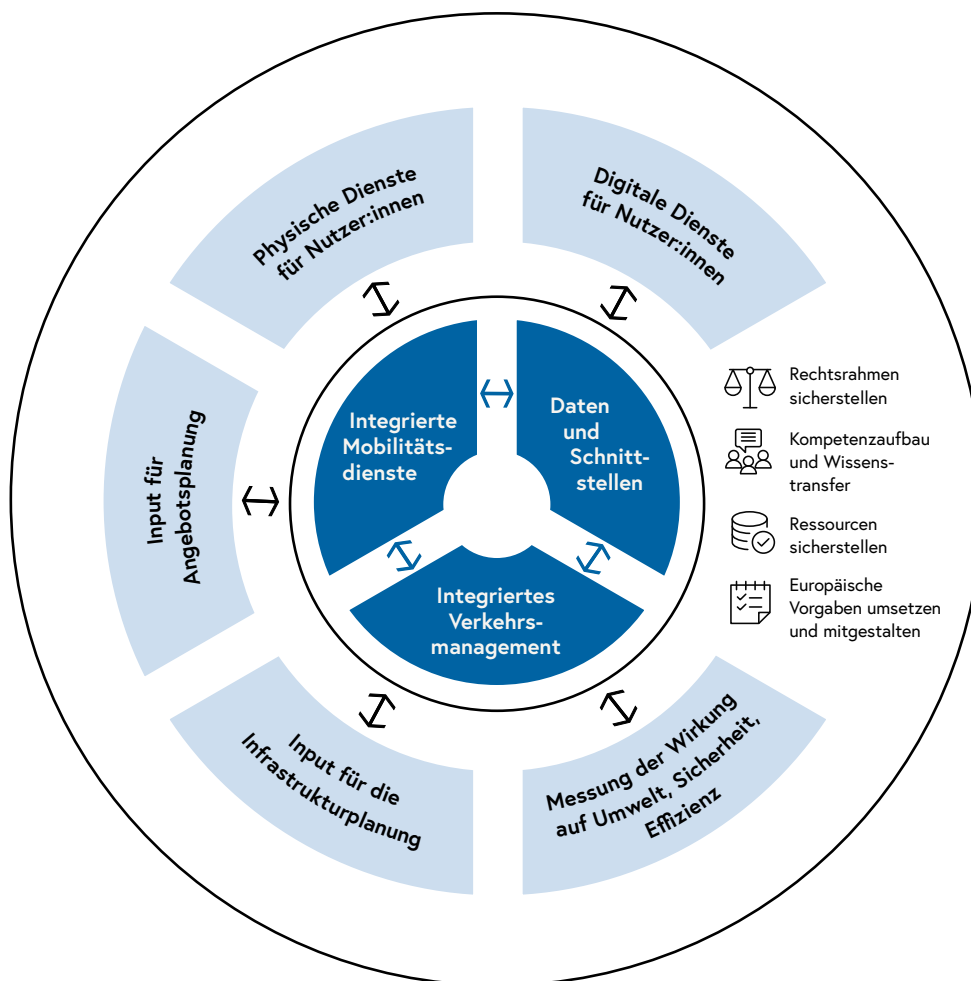 Physische Dienste
für Nutzer:innen
Digitale Dienste
für Nutzer:innen
Input für
Angebotsplanung
Integrierte
Mobilitäts-
dienste
Daten
und
Schnitt-
stellen
Integriertes
Verkehrs-
management
Rechtsrahmen
sicherstellen
Kompetenzaufbau
und Wissens-
transfer
Ressourcen
sicherstellen
Europäische
Vorgaben umsetzen
und mitgestalten
Input für die
Infrastrukturplanung
Messung der Wirkung
auf Umwelt, Sicherheit,
Effizienz